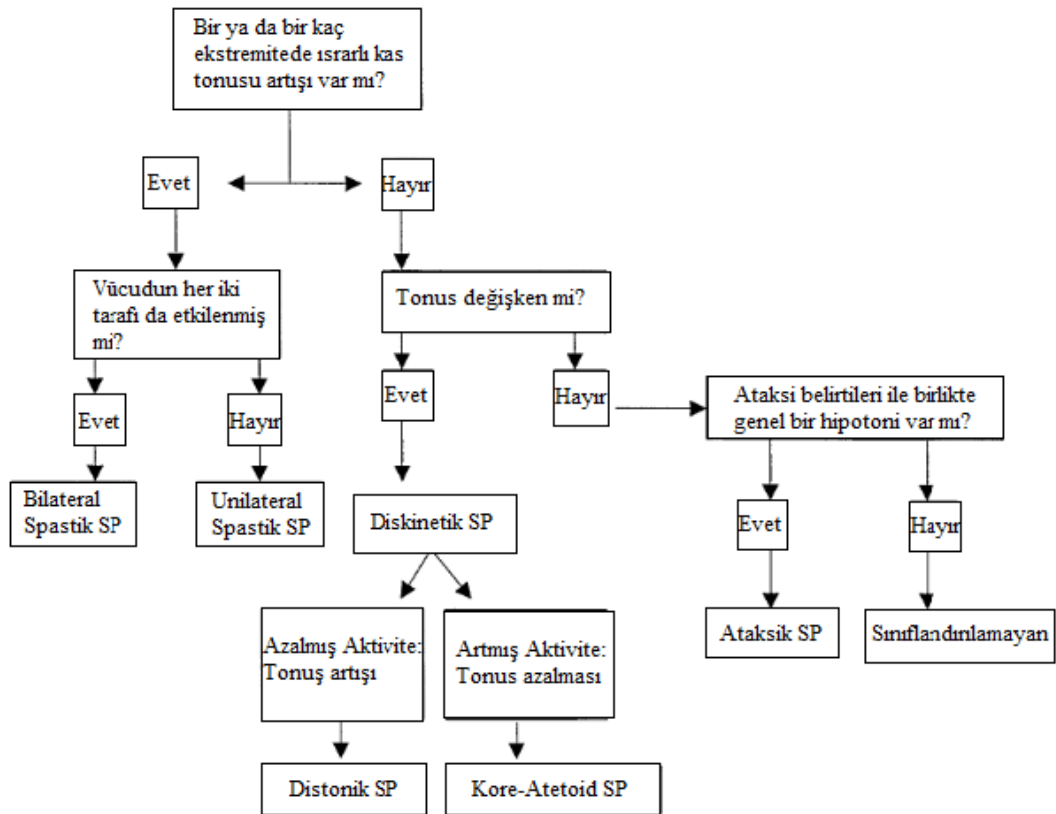 Bir ya da bir kaç
ekstremitede ısrarlı kas
tonusu artışı var mı?
Evet
Hayır
Vücudun her iki
tarafı da etkilenmiş
mi?
Tonus değişken mi?
Evet
Hayır
Evet
Hayır
Ataksi belirtileri ile birlikte
genel bir hipotoni var mı?
Bilateral
Spastik SP
Unilateral
Spastik SP
Diskinetik SP
Evet
Hayır
Azalmış Aktivite:
Tonuş artışı
Artmış Aktivite:
Tonus azalması
Ataksik SP
Sınıflandırılamayan
Distonik SP
Kore-Atetoid SP